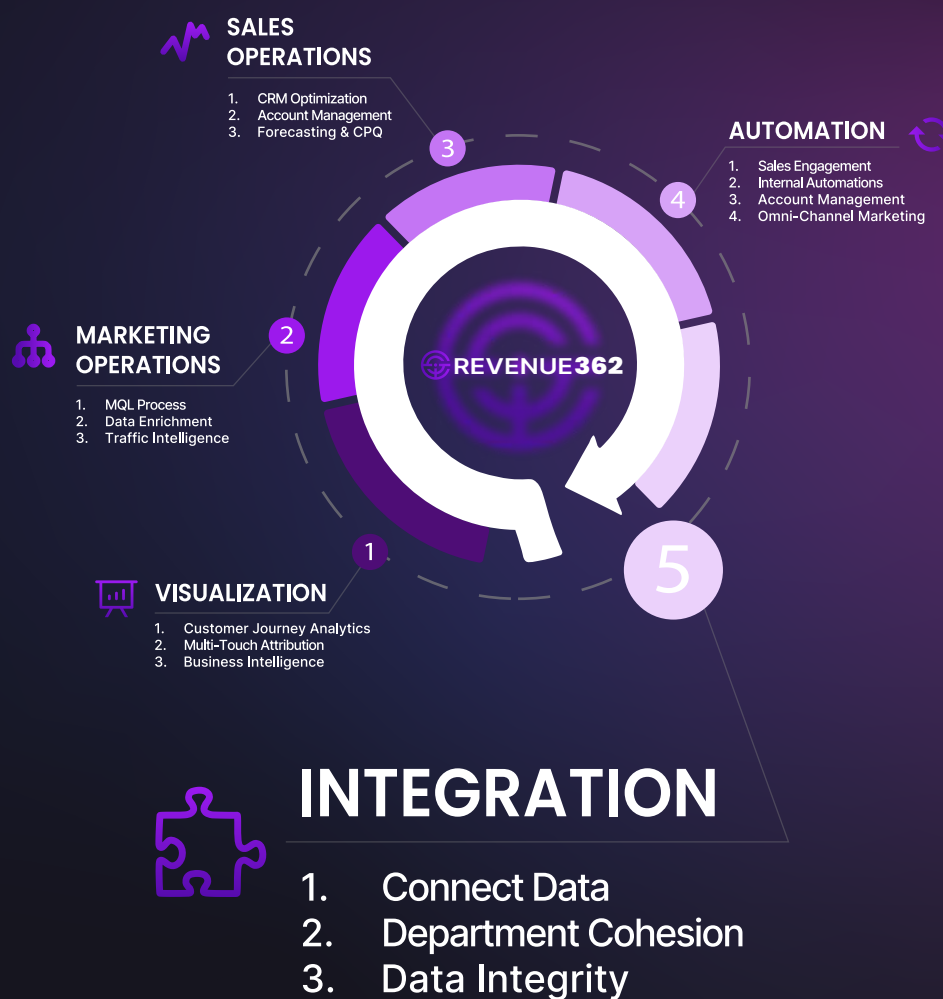 SALES
OPERATIONS
1. CRM Optimization
2. Account Management
3. Forecasting & CPQ
3
AUTOMATION
1. Sales Engagement
2. Internal Automations
3. Account Management
4. Omni-Channel Marketing
4
MARKETING
OPERATIONS
1. MQL Process
2. Data Enrichment
3. Traffic Intelligence
2
REVENUE362
1
VISUALIZATION
1. Customer Journey Analytics
2. Multi-Touch Attribution
3. Business Intelligence
5
INTEGRATION
1. Connect Data
2. Department Cohesion
3. Data Integrity